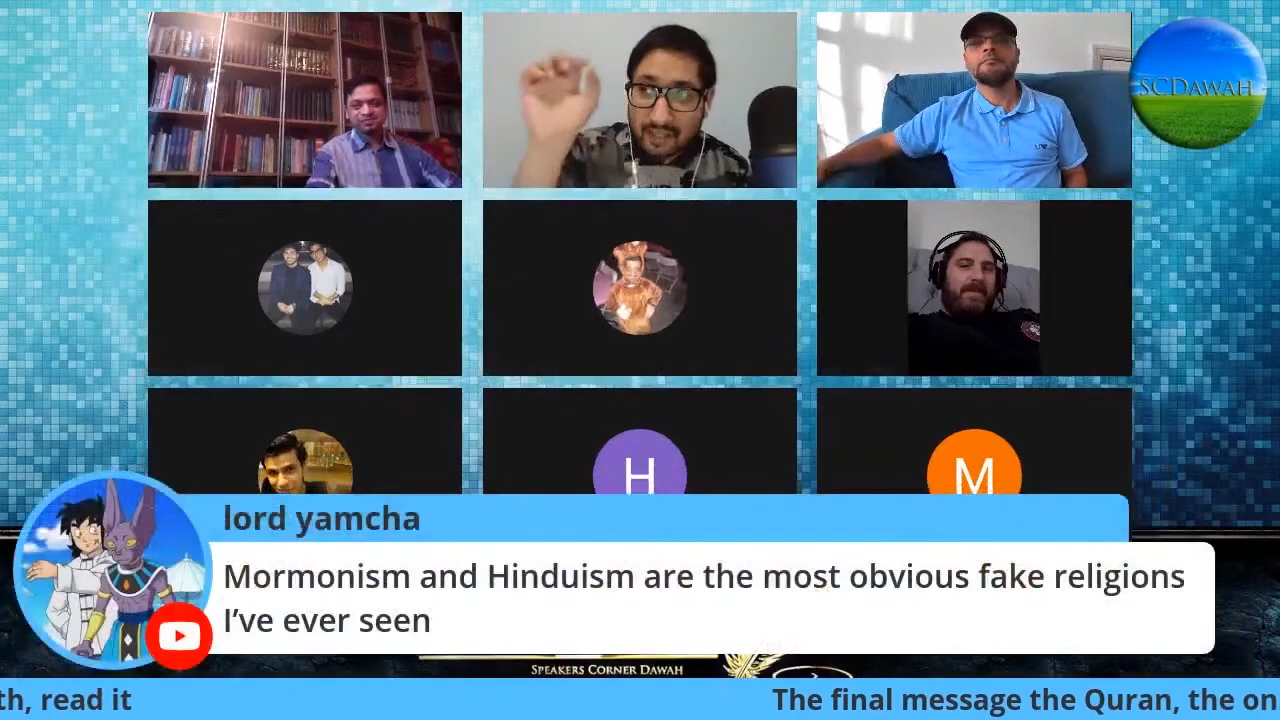 SCDAWAH
H
M
lord yamcha
Mormonism and Hinduism are the most obvious fake religions
I've ever seen
SPEAKERS CORNER DAWAH
th, read it
The final message the Quran, the on